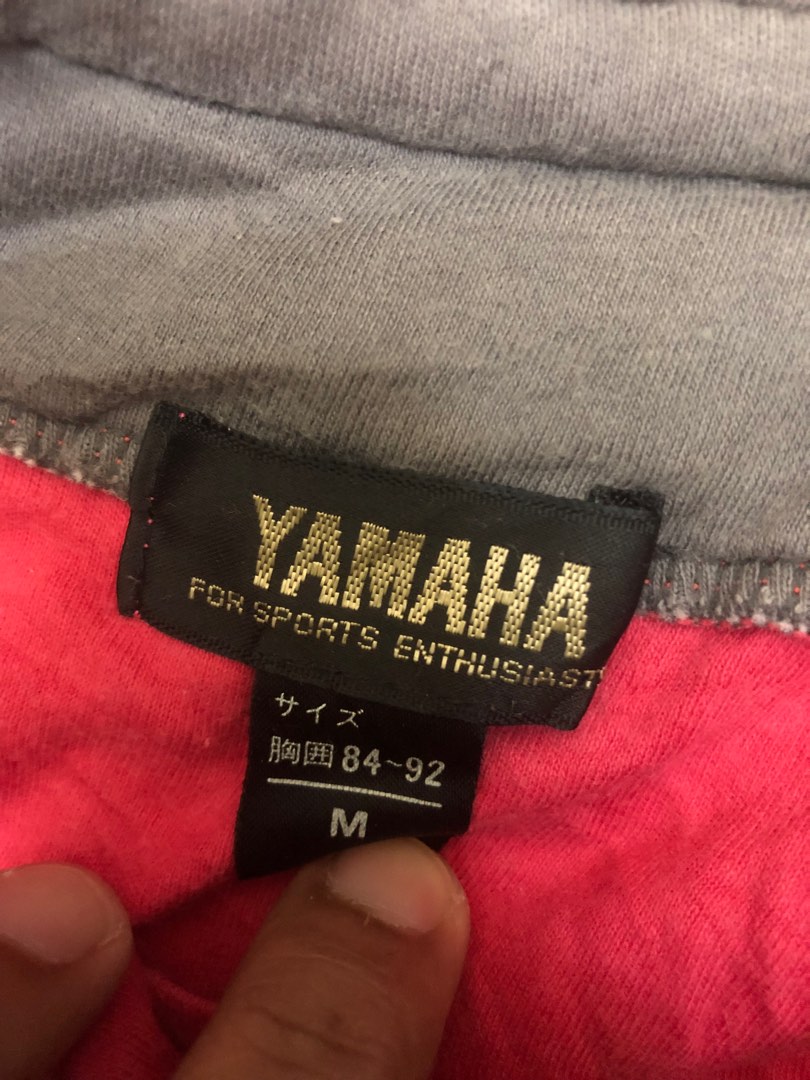 YAMAHA
FOR SPORTS ENTHUSIAST
サイズ
胸囲 84~92
M